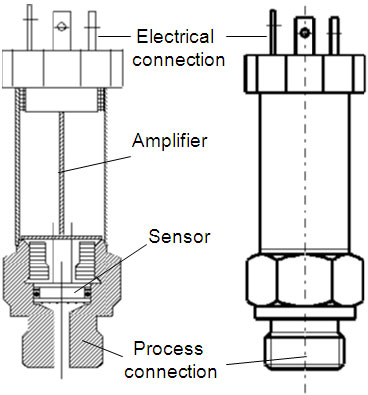 Electrical
connection
Amplifier
Sensor
Process
connection